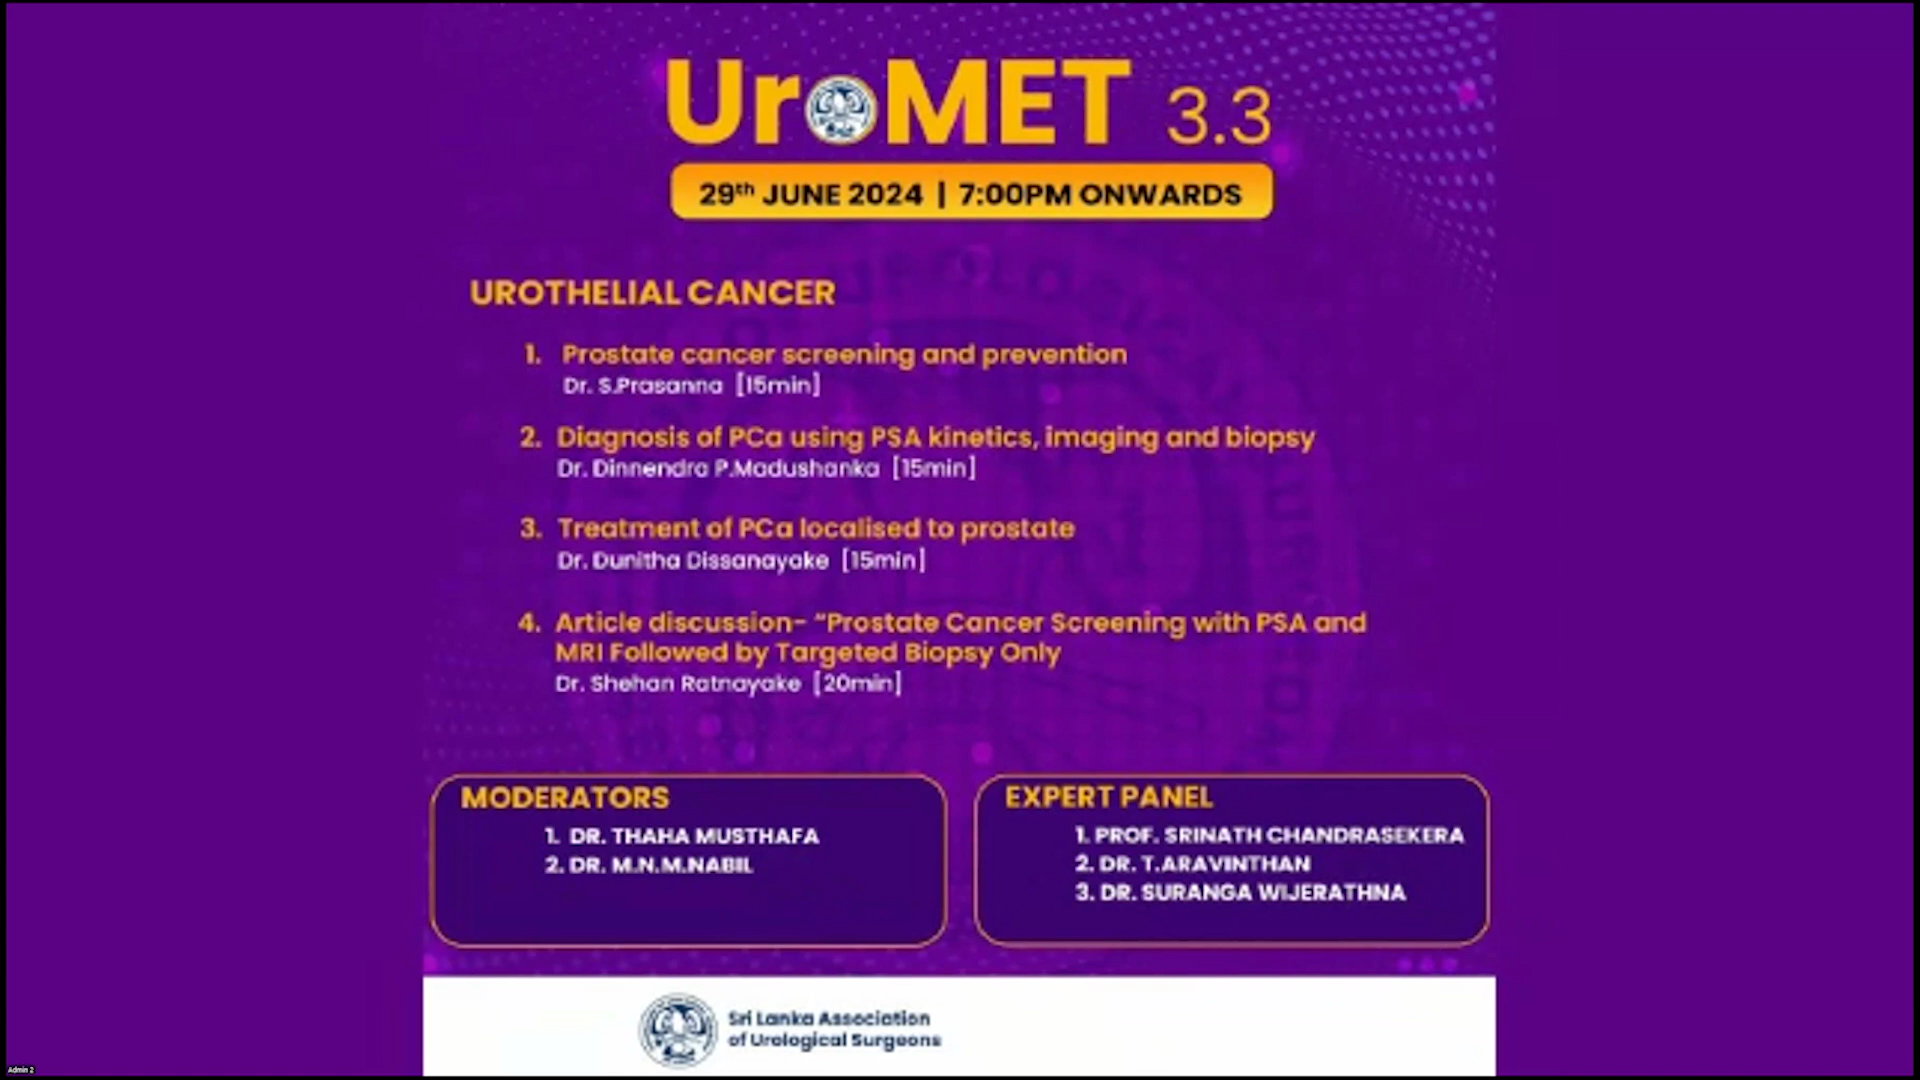 UroMET 3.3
29th JUNE 2024 | 7:00PM ONWARDS
UROTHELIAL CANCER
1. Prostate cancer screening and prevention
Dr. S.Prasanna [15min]
2. Diagnosis of PCa using PSA kinetics, imaging and biopsy
Dr. Dinnendra P.Madushanka [15min]
3. Treatment of PCa localised to prostate
Dr. Dunitha Dissanayake [15min]
4. Article discussion- “Prostate Cancer Screening with PSA and
MRI Followed by Targeted Biopsy Only
Dr. Shehan Ratnayake [20min]
MODERATORS
1. DR. THAHA MUSTHAFA
2. DR. M.N.M.NABIL
EXPERT PANEL
1. PROF. SRINATH CHANDRASEKERA
2. DR. T.ARAVINTHAN
3. DR. SURANGA WIJERATHNA
Sri Lanka Association
of Urological Surgeons
Admin 2